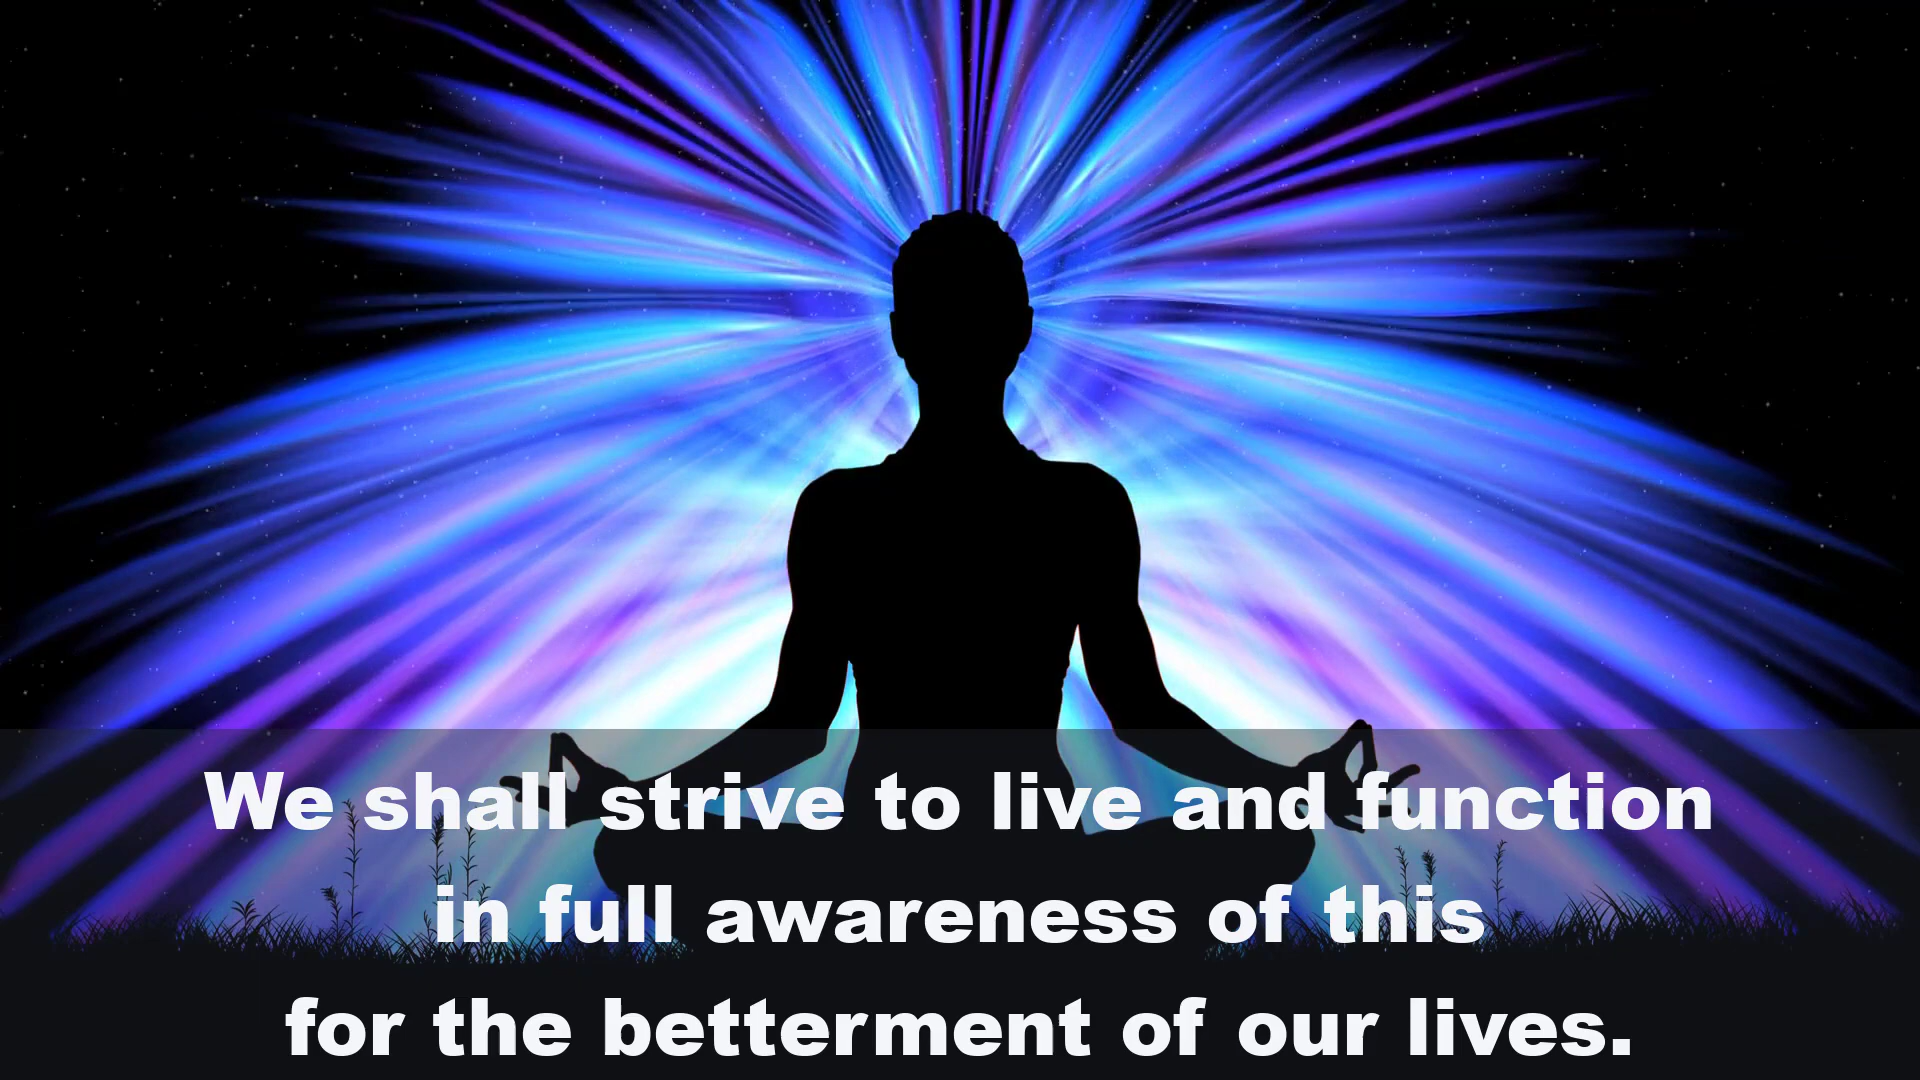 We shall strive to live and function
in full awareness of this
for the betterment of our lives.